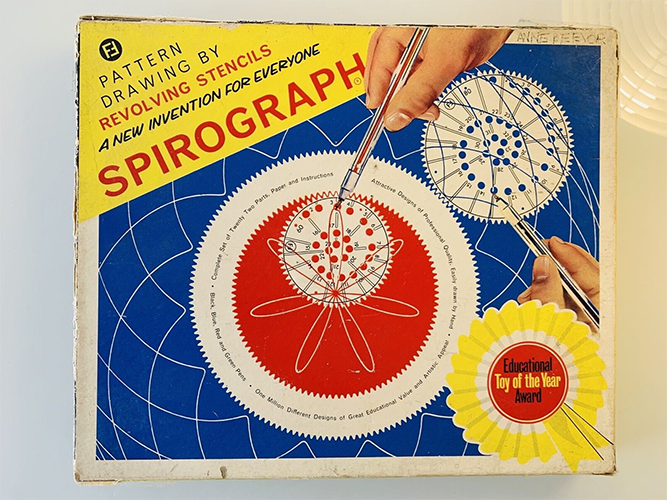 PATTERN
DRAWING BY
REVOLVING STENCILS
A NEW INVENTION FOR EVERYONE
SPIROGRAPH
Complete Set of Twenty Two Parts, Paper and Instructions
Attractive Designs of Professional Quality, Easily drawn by Hand
Black, Blue, Red and Green Pens
One Million Different Designs of Great Educational Value and Artistic Appeal
60
80
Educational
Toy of the Year
Award